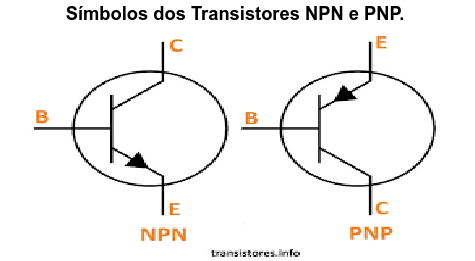 Símbolos dos Transistores NPN e PNP.
C
E
B
B
E
C
NPN
PNP
transistores.info